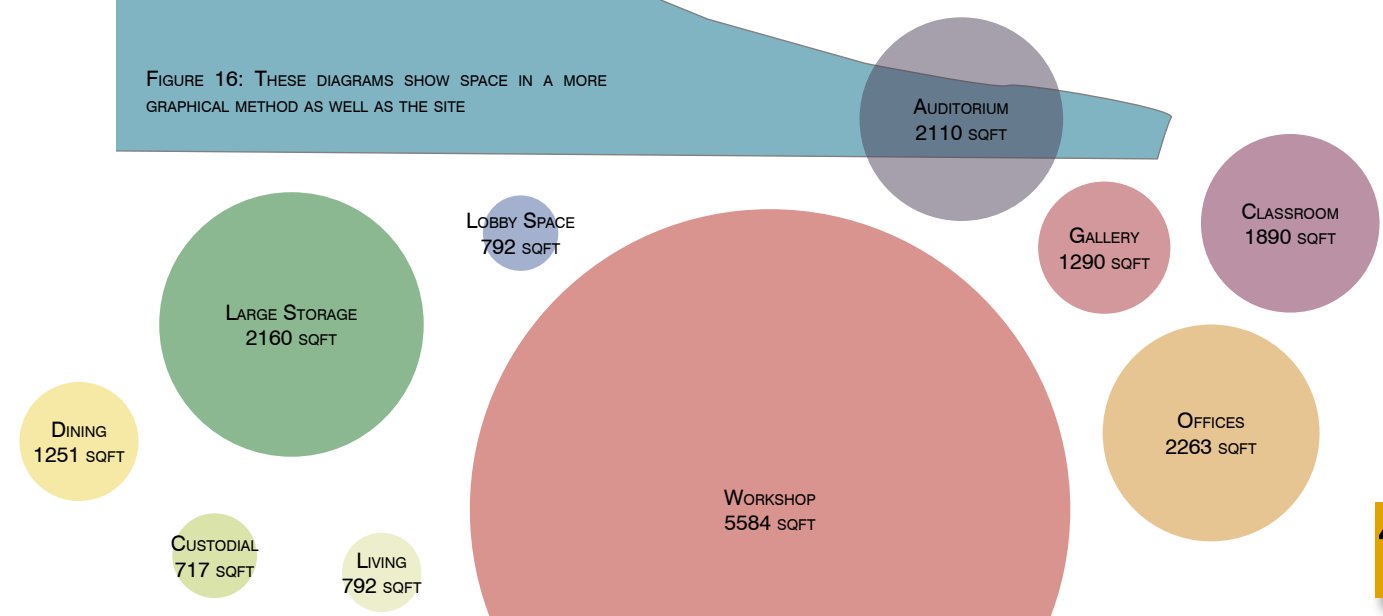 Figure 16: These diagrams show space in a more
graphical method as well as the site
Auditorium
2110 sqft
Classroom
1890 sqft
Lobby Space
792 sqft
Gallery
1290 sqft
Large Storage
2160 sqft
Offices
2263 sqft
Dining
1251 sqft
Workshop
5584 sqft
Custodial
717 sqft
Living
792 sqft